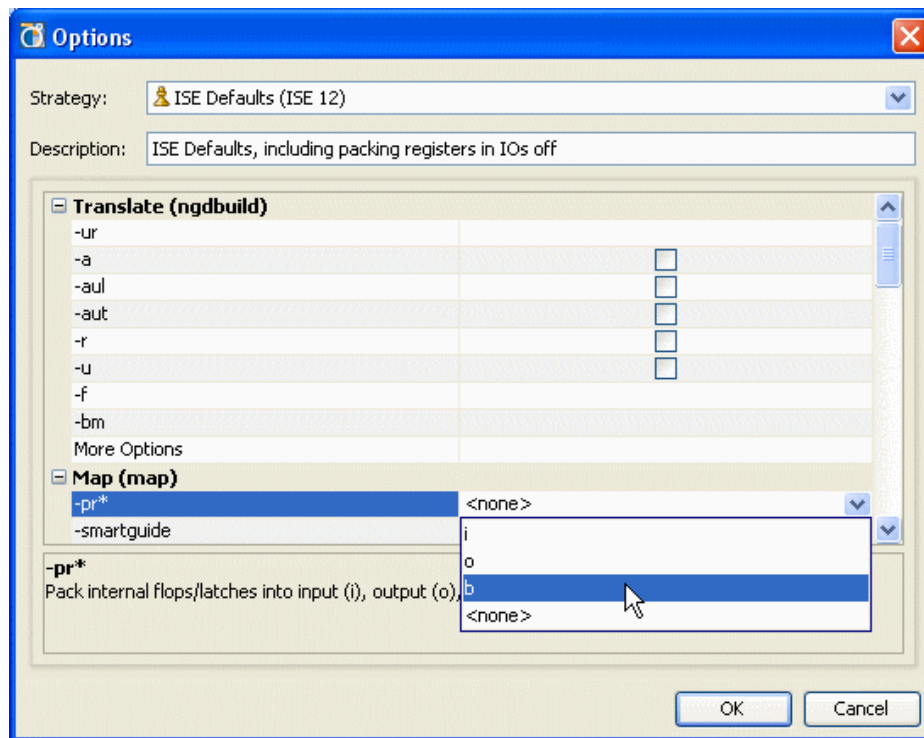 Options
Strategy: ISE Defaults (ISE 12)
Description: ISE Defaults, including packing registers in IOs off
Translate (ngdbuild)
-ur
-a
-aul
-aut
-r
-u
-f
-bm
More Options
Map (map)
-pr* <none>
-smartguide
i
o
b
<none>
-pr*
Pack internal flops/latches into input (i), output (o),
OK Cancel